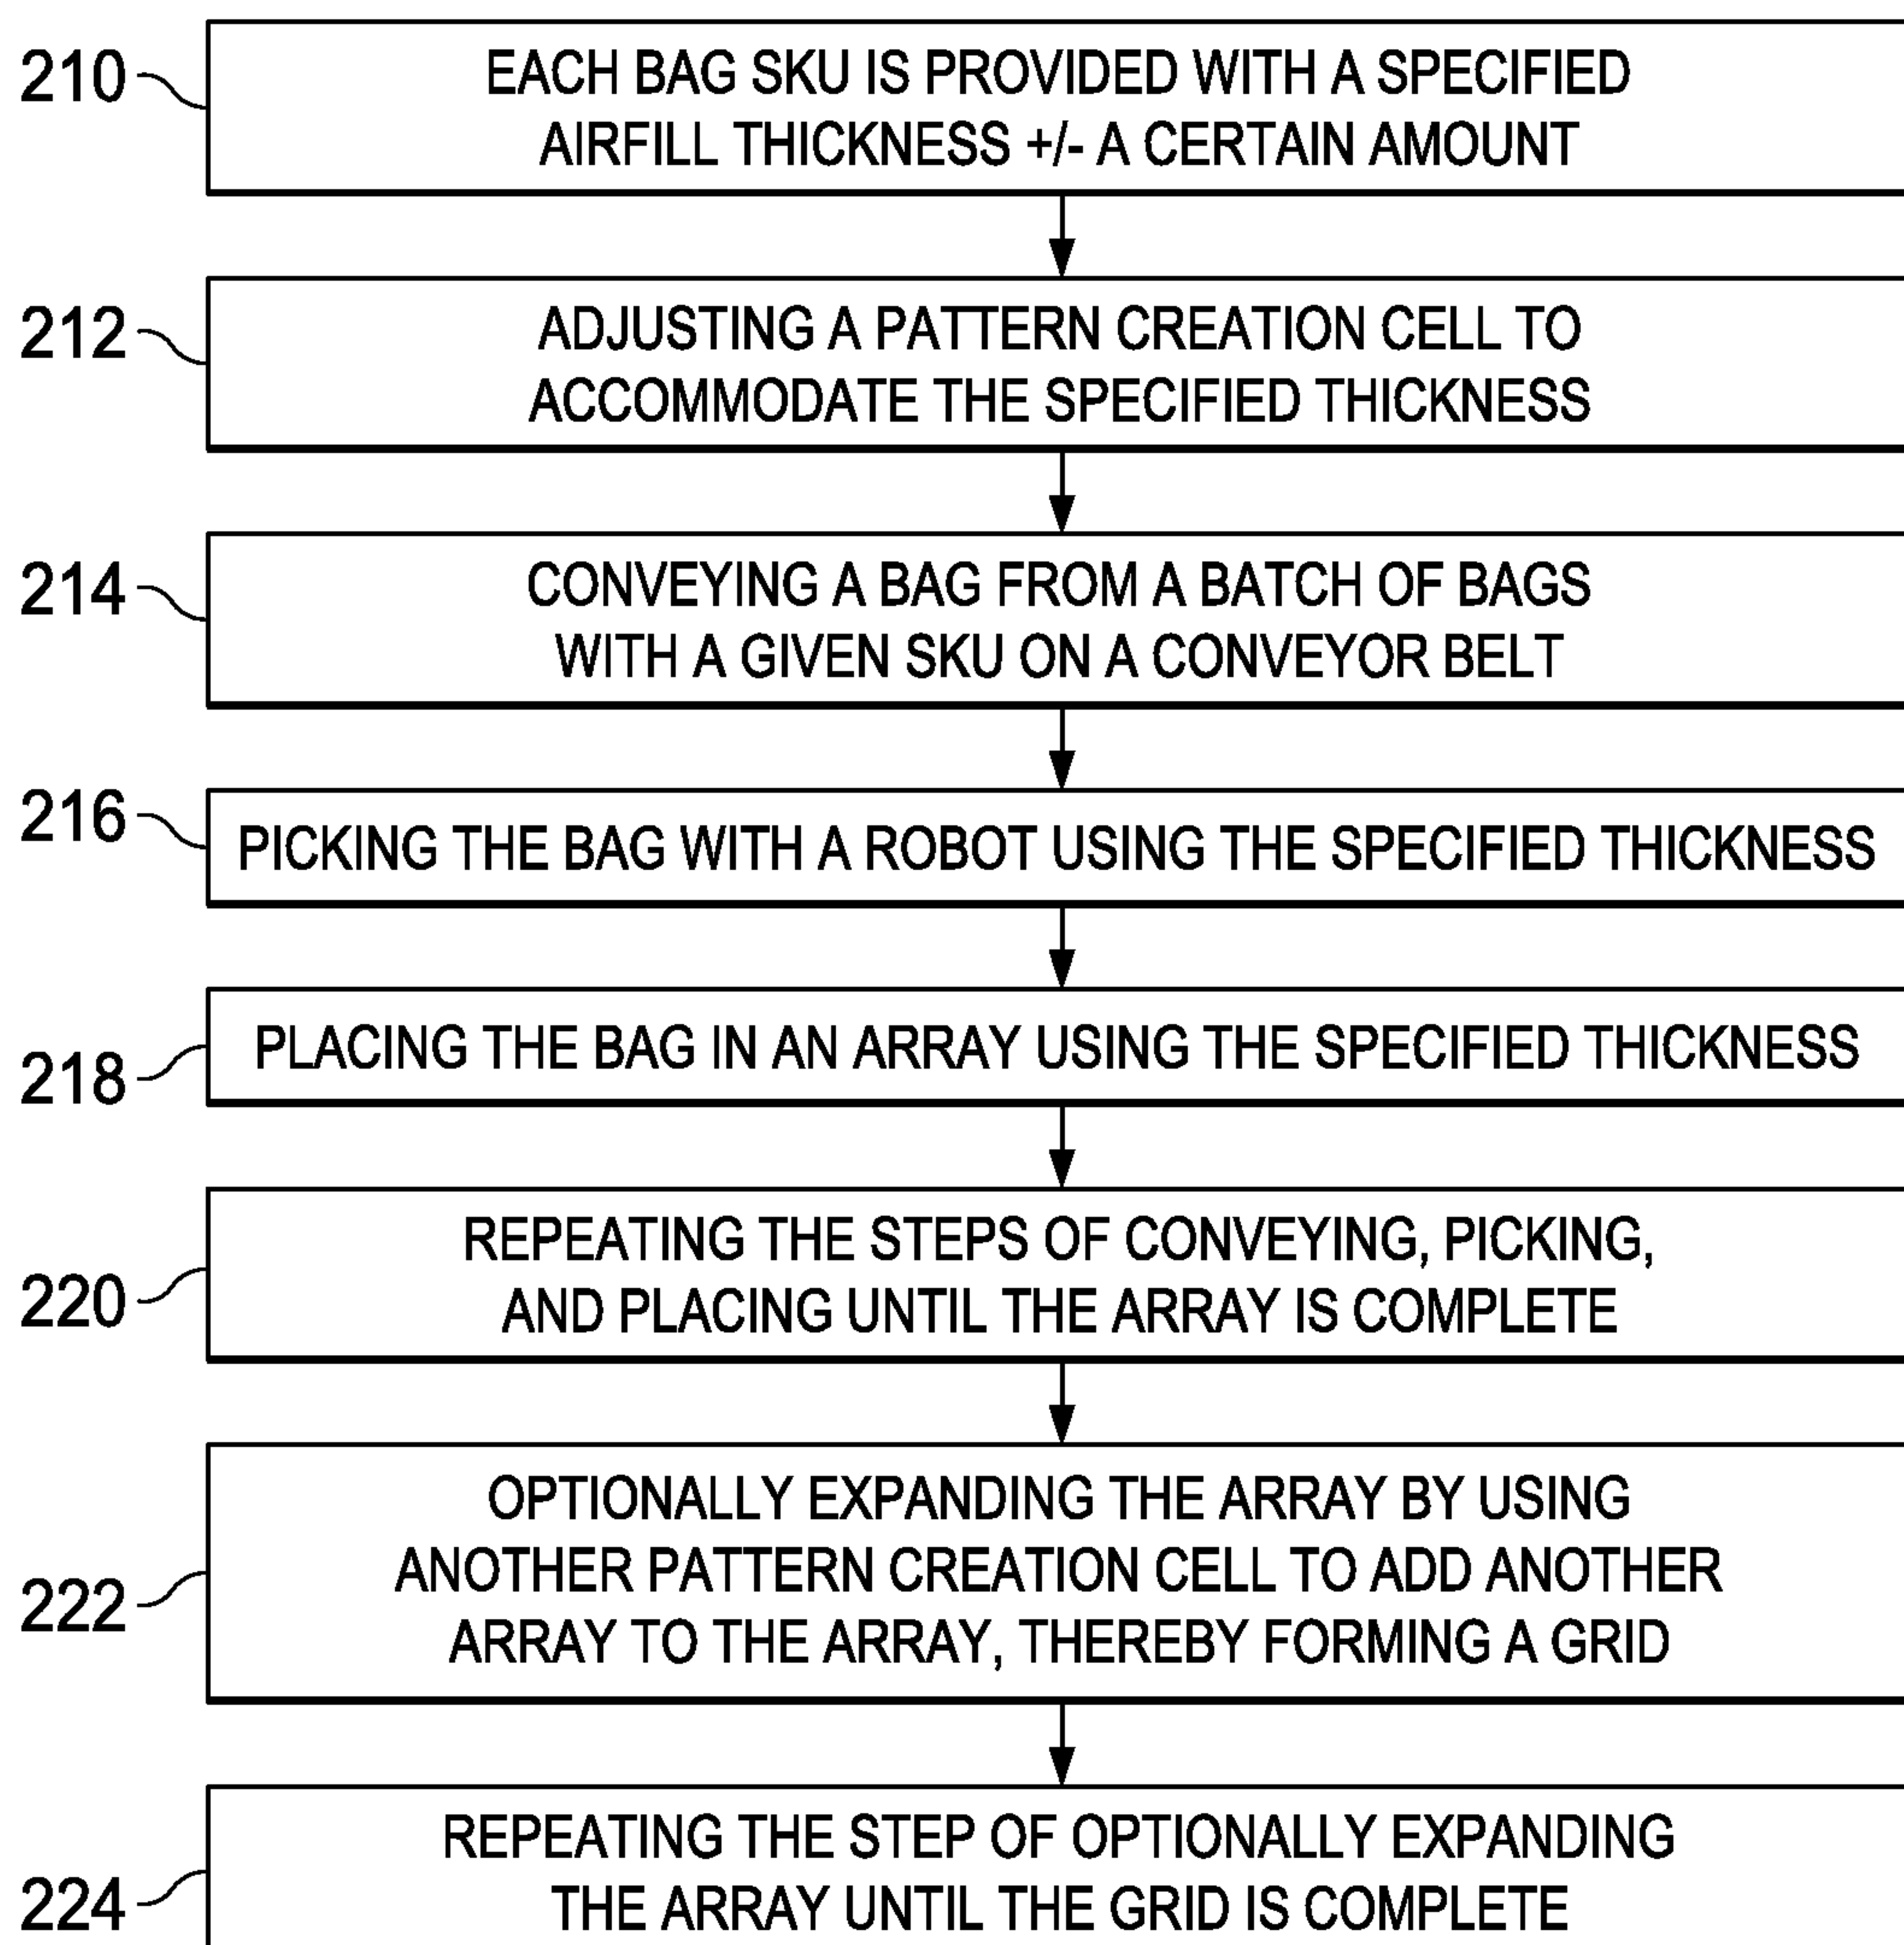 210
EACH BAG SKU IS PROVIDED WITH A SPECIFIED
AIRFILL THICKNESS +/- A CERTAIN AMOUNT
212
ADJUSTING A PATTERN CREATION CELL TO
ACCOMMODATE THE SPECIFIED THICKNESS
214
CONVEYING A BAG FROM A BATCH OF BAGS
WITH A GIVEN SKU ON A CONVEYOR BELT
216
PICKING THE BAG WITH A ROBOT USING THE SPECIFIED THICKNESS
218
PLACING THE BAG IN AN ARRAY USING THE SPECIFIED THICKNESS
220
REPEATING THE STEPS OF CONVEYING, PICKING,
AND PLACING UNTIL THE ARRAY IS COMPLETE
222
OPTIONALLY EXPANDING THE ARRAY BY USING
ANOTHER PATTERN CREATION CELL TO ADD ANOTHER
ARRAY TO THE ARRAY, THEREBY FORMING A GRID
224
REPEATING THE STEP OF OPTIONALLY EXPANDING
THE ARRAY UNTIL THE GRID IS COMPLETE